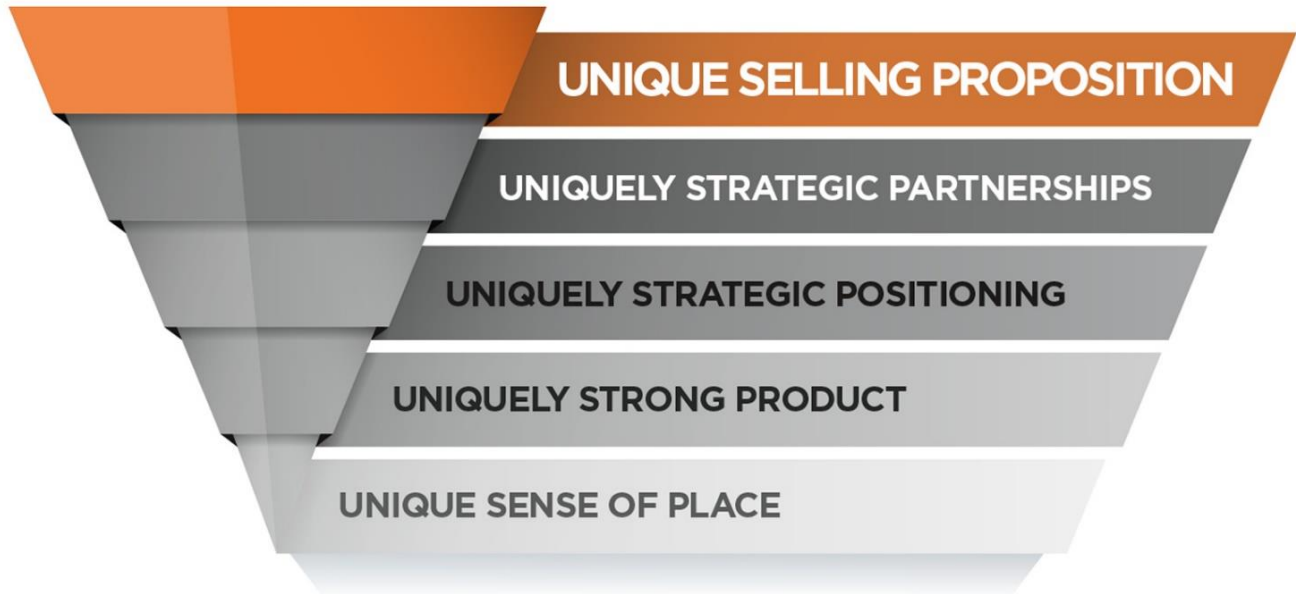 UNIQUE SELLING PROPOSITION
UNIQUELY STRATEGIC PARTNERSHIPS
UNIQUELY STRATEGIC POSITIONING
UNIQUELY STRONG PRODUCT
UNIQUE SENSE OF PLACE